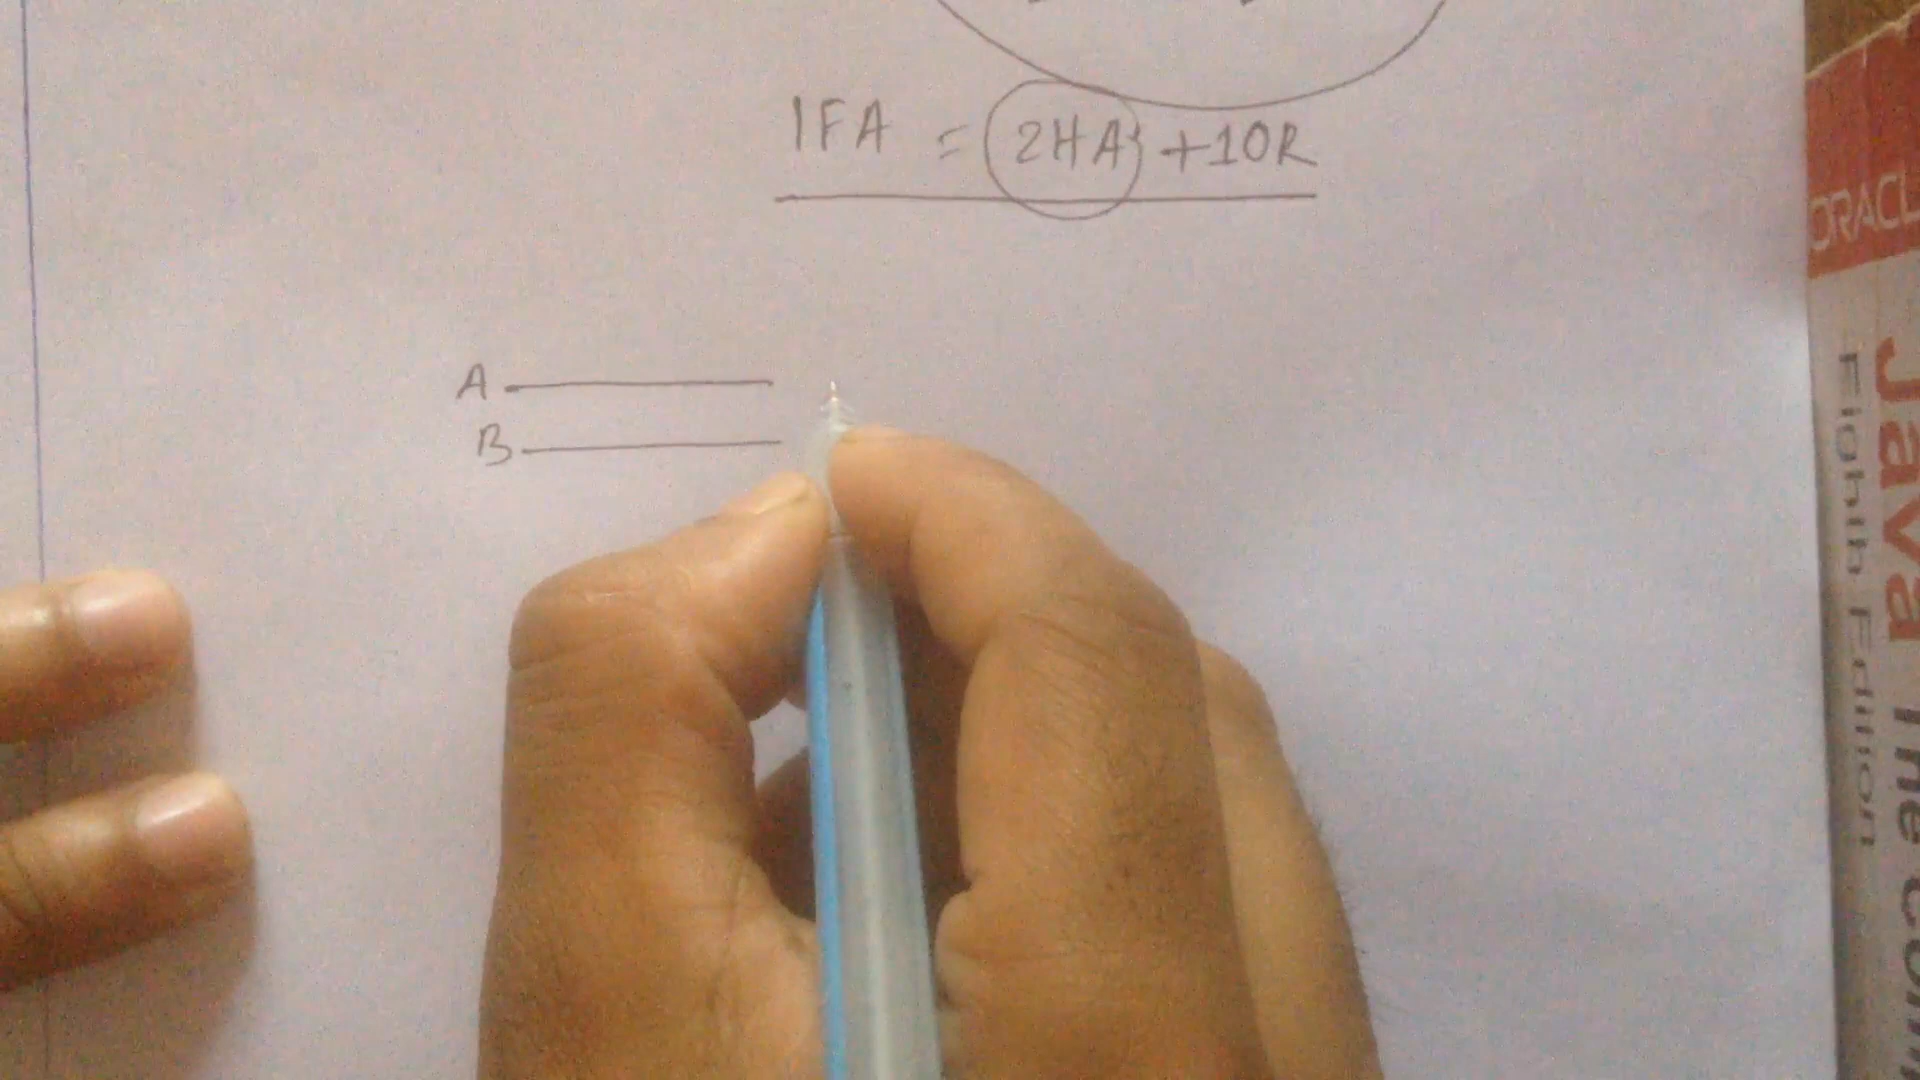 1FA = 2HA's +1OR
A
B
ORACL
Java The Com
Eighth Edition